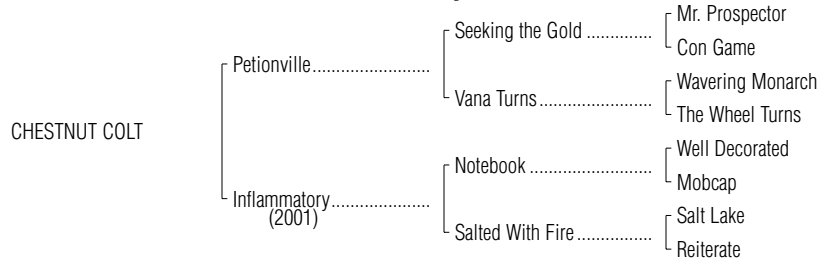 Mr. Prospector
Seeking the Gold ..............
Con Game
Petionville.........................
Wavering Monarch
Vana Turns........................
The Wheel Turns
CHESTNUT COLT
Well Decorated
Notebook ..........................
Mobcap
Inflammatory.....................
(2001)
Salt Lake
Salted With Fire................
Reiterate